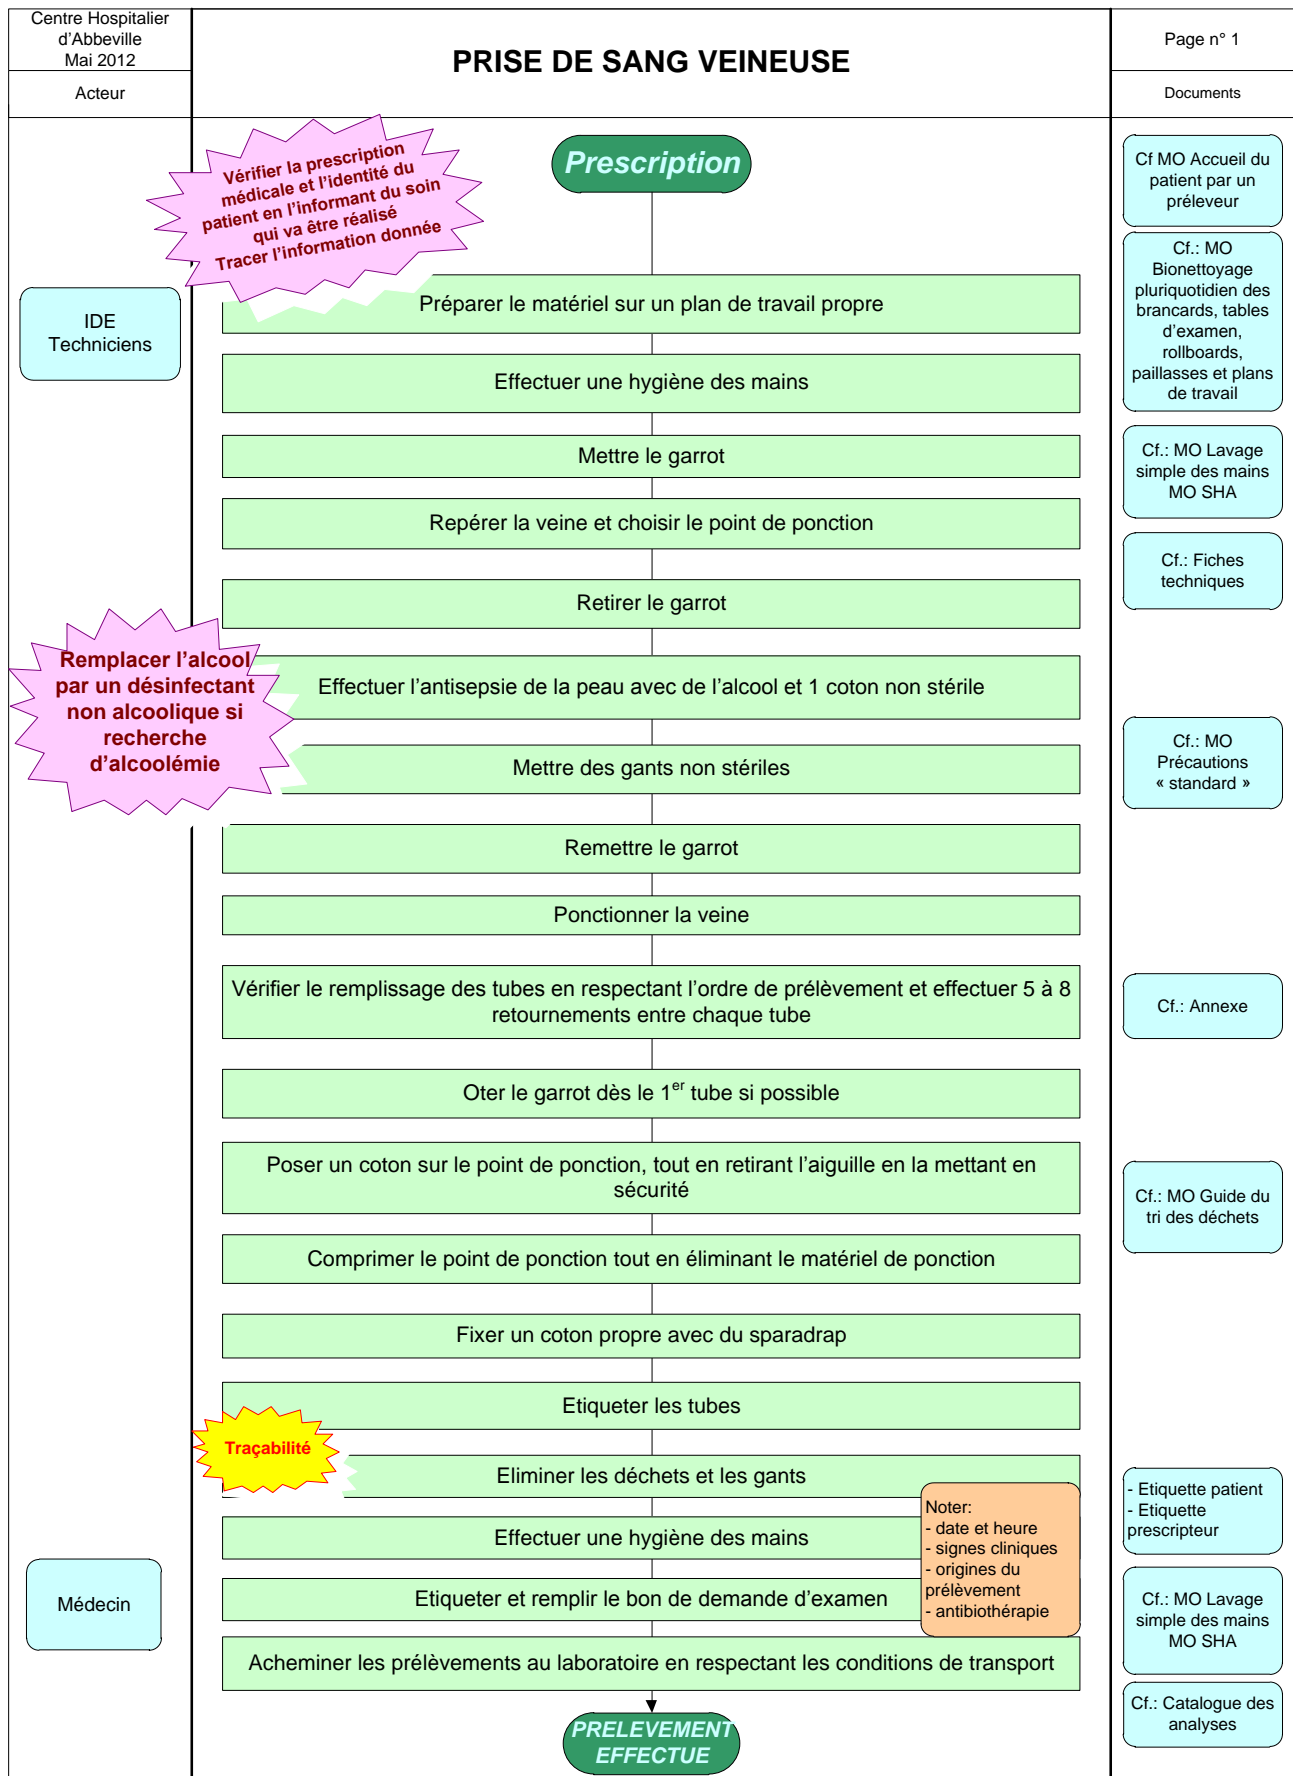 Centre Hospitalier
d'Abbeville
Mai 2012
PRISE DE SANG VEINEUSE
Page n° 1
Acteur
Documents
Vérifier la prescription
médicale et l'identité du
patient en l'informant du soin
qui va être réalisé
Tracer l'information donnée
Prescription
Cf MO Accueil du
patient par un
préleveur
Cf.: MO
Bionettoyage
pluriquotidien des
brancards, tables
d'examen,
rollboards,
paillasses et plans
de travail
IDE
Techniciens
Préparer le matériel sur un plan de travail propre
Effectuer une hygiène des mains
Mettre le garrot
Cf.: MO Lavage
simple des mains
MO SHA
Repérer la veine et choisir le point de ponction
Cf.: Fiches
techniques
Retirer le garrot
Remplacer l'alcool
par un désinfectant
non alcoolique si
recherche
d'alcoolémie
Effectuer l'antisepsie de la peau avec de l'alcool et 1 coton non stérile
Mettre des gants non stériles
Cf.: MO
Précautions
« standard »
Remettre le garrot
Ponctionner la veine
Vérifier le remplissage des tubes en respectant l'ordre de prélèvement et effectuer 5 à 8
retournements entre chaque tube
Cf.: Annexe
Oter le garrot dès le 1er tube si possible
Poser un coton sur le point de ponction, tout en retirant l'aiguille en la mettant en
sécurité
Cf.: MO Guide du
tri des déchets
Comprimer le point de ponction tout en éliminant le matériel de ponction
Fixer un coton propre avec du sparadrap
Etiqueter les tubes
Traçabilité
Eliminer les déchets et les gants
Noter:
- date et heure
- signes cliniques
- origines du
prélèvement
- antibiothérapie
- Etiquette patient
- Etiquette
prescripteur
Effectuer une hygiène des mains
Médecin
Etiqueter et remplir le bon de demande d'examen
Cf.: MO Lavage
simple des mains
MO SHA
Acheminer les prélèvements au laboratoire en respectant les conditions de transport
Cf.: Catalogue des
analyses
PRELEVEMENT
EFFECTUE